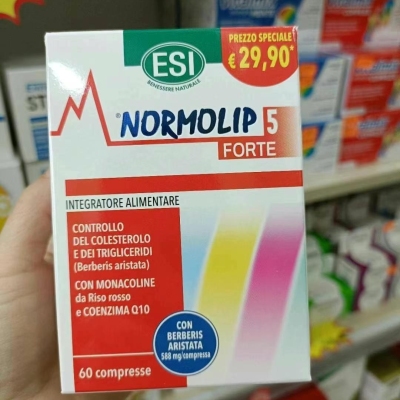 PREZZO SPECIALE
€ 29,90*
ESI
BENESSERE NATURALE
®NORMOLIP 5
FORTE
INTEGRATORE ALIMENTARE
CONTROLLO
DEL COLESTEROLO
E DEI TRIGLICERIDI
(Berberis aristata)
CON MONACOLINE
da Riso rosso
e COENZIMA Q10
CON
BERBERIS
ARISTATA
588 mg/compressa
60 compresse